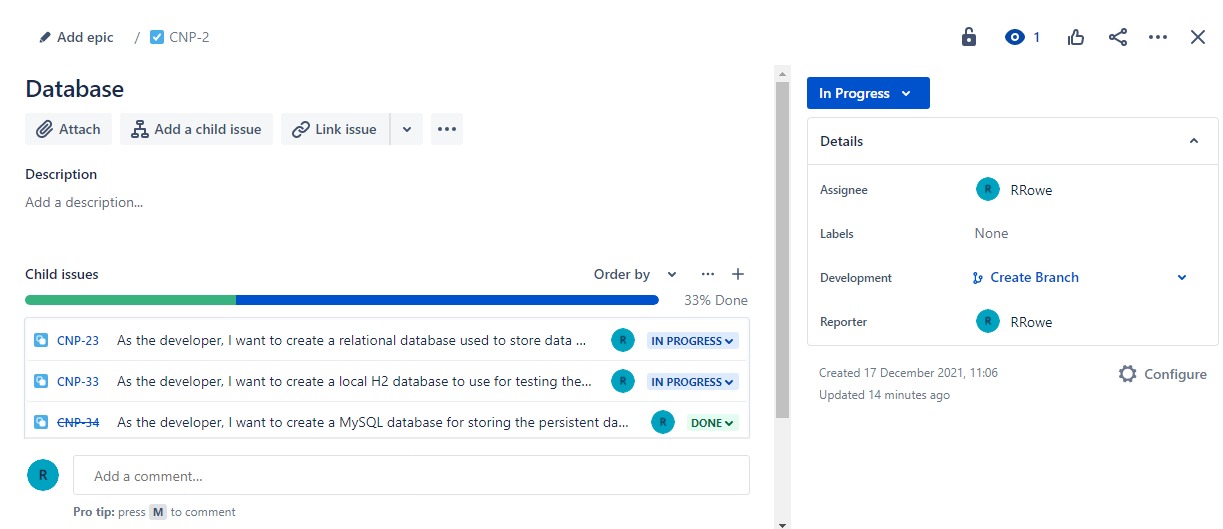 Add epic / CNP-2
1
Database
Attach Add a child issue Link issue
Description
Add a description...
Child issues Order by
33% Done
CNP-23 As the developer, I want to create a relational database used to store data ... R IN PROGRESS
CNP-33 As the developer, I want to create a local H2 database to use for testing the... R IN PROGRESS
CNP-34 As the developer, I want to create a MySQL database for storing the persistent da... R DONE
R Add a comment...
Pro tip: press M to comment
In Progress
Details
Assignee R RRowe
Labels None
Development Create Branch
Reporter R RRowe
Created 17 December 2021, 11:06
Updated 14 minutes ago
Configure